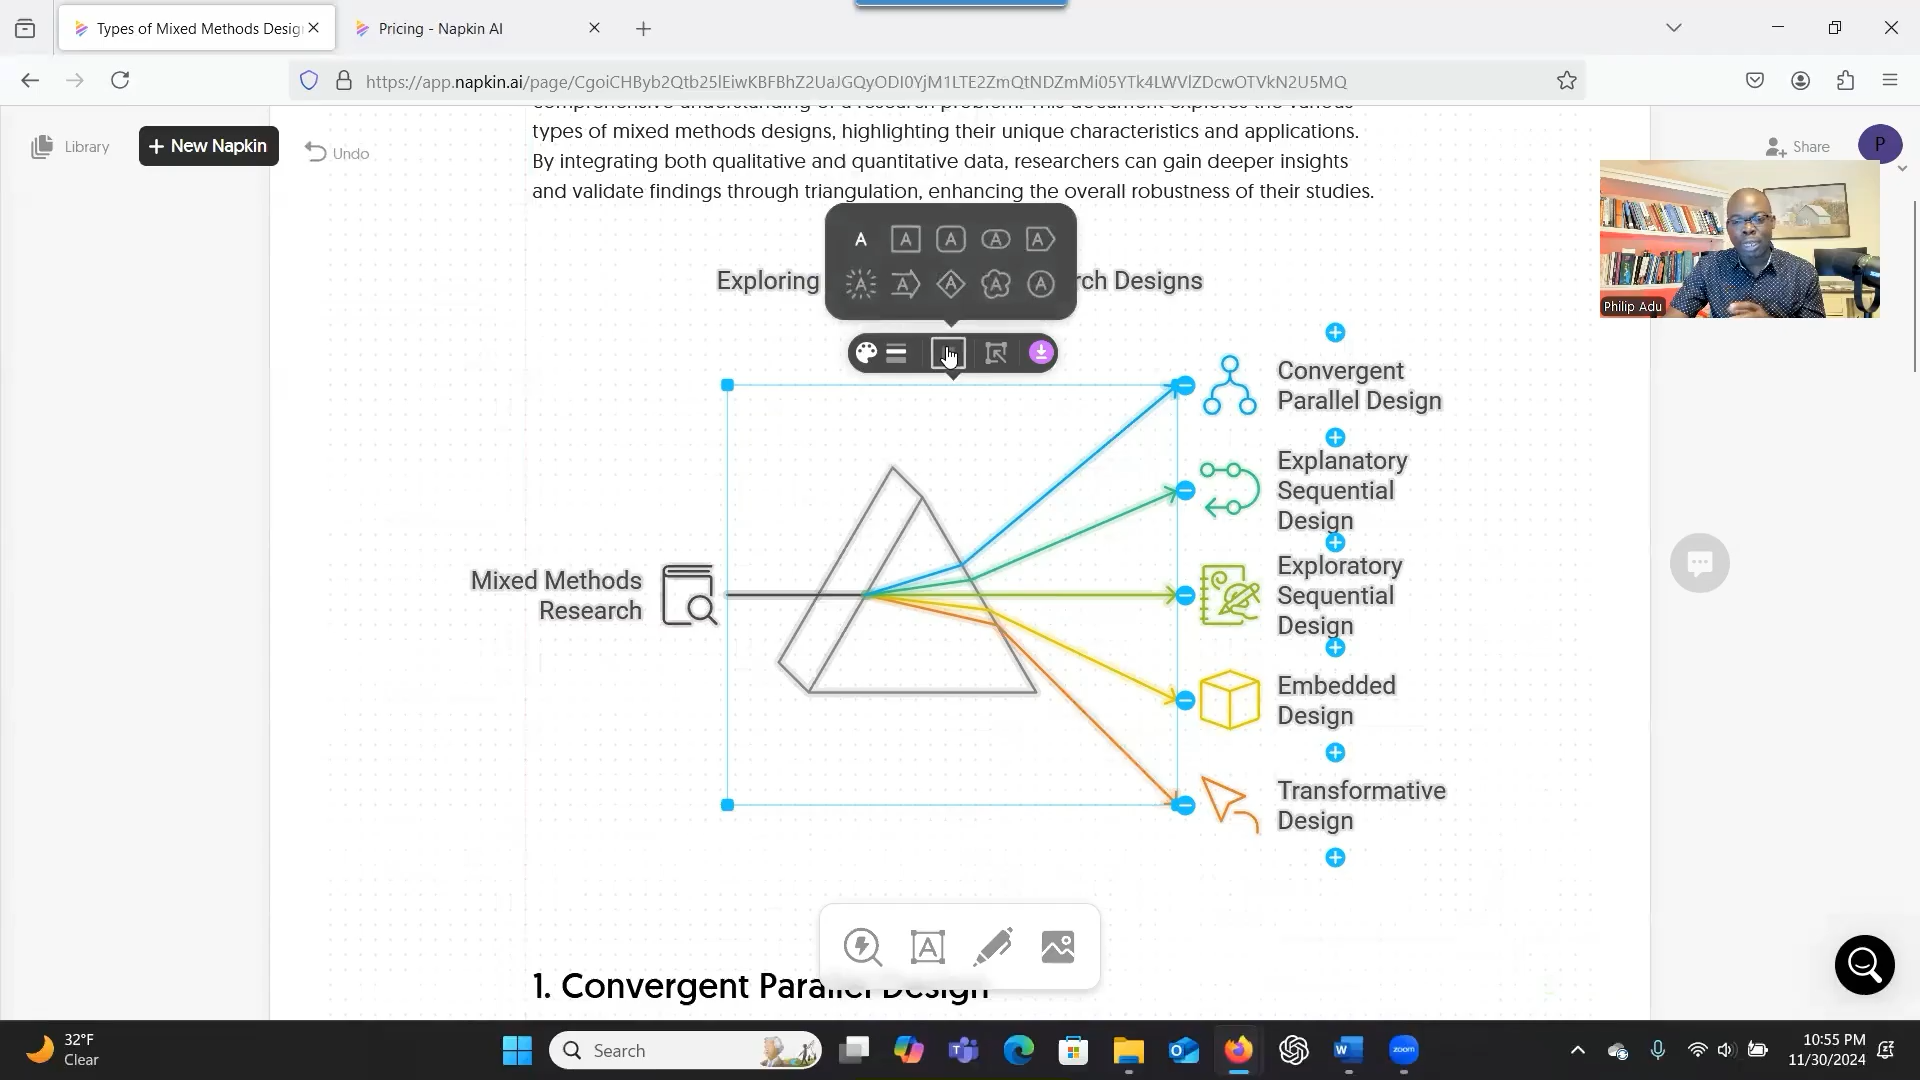 Types of Mixed Methods Desig
Pricing - Napkin AI
https://app.napkin.ai/page/CgoiCHByb2Qtb25lEiwKBFBhZ2UaJGQyODI0YjM1LTE2ZmQtNDZmMi05YTk4LWVlZDcwOTVkN2U5MQ
Library
+ New Napkin
Undo
Share
P
types of mixed methods designs, highlighting their unique characteristics and applications.
By integrating both qualitative and quantitative data, researchers can gain deeper insights
and validate findings through triangulation, enhancing the overall robustness of their studies.
Philip Adu
A A A A A
A A A A A
Exploring rch Designs
Convergent
Parallel Design
Explanatory
Sequential
Design
Mixed Methods
Research
Exploratory
Sequential
Design
Embedded
Design
Transformative
Design
A
1. Convergent Parallel Design
32°F
Clear
Search
zoom
10:55 PM
11/30/2024